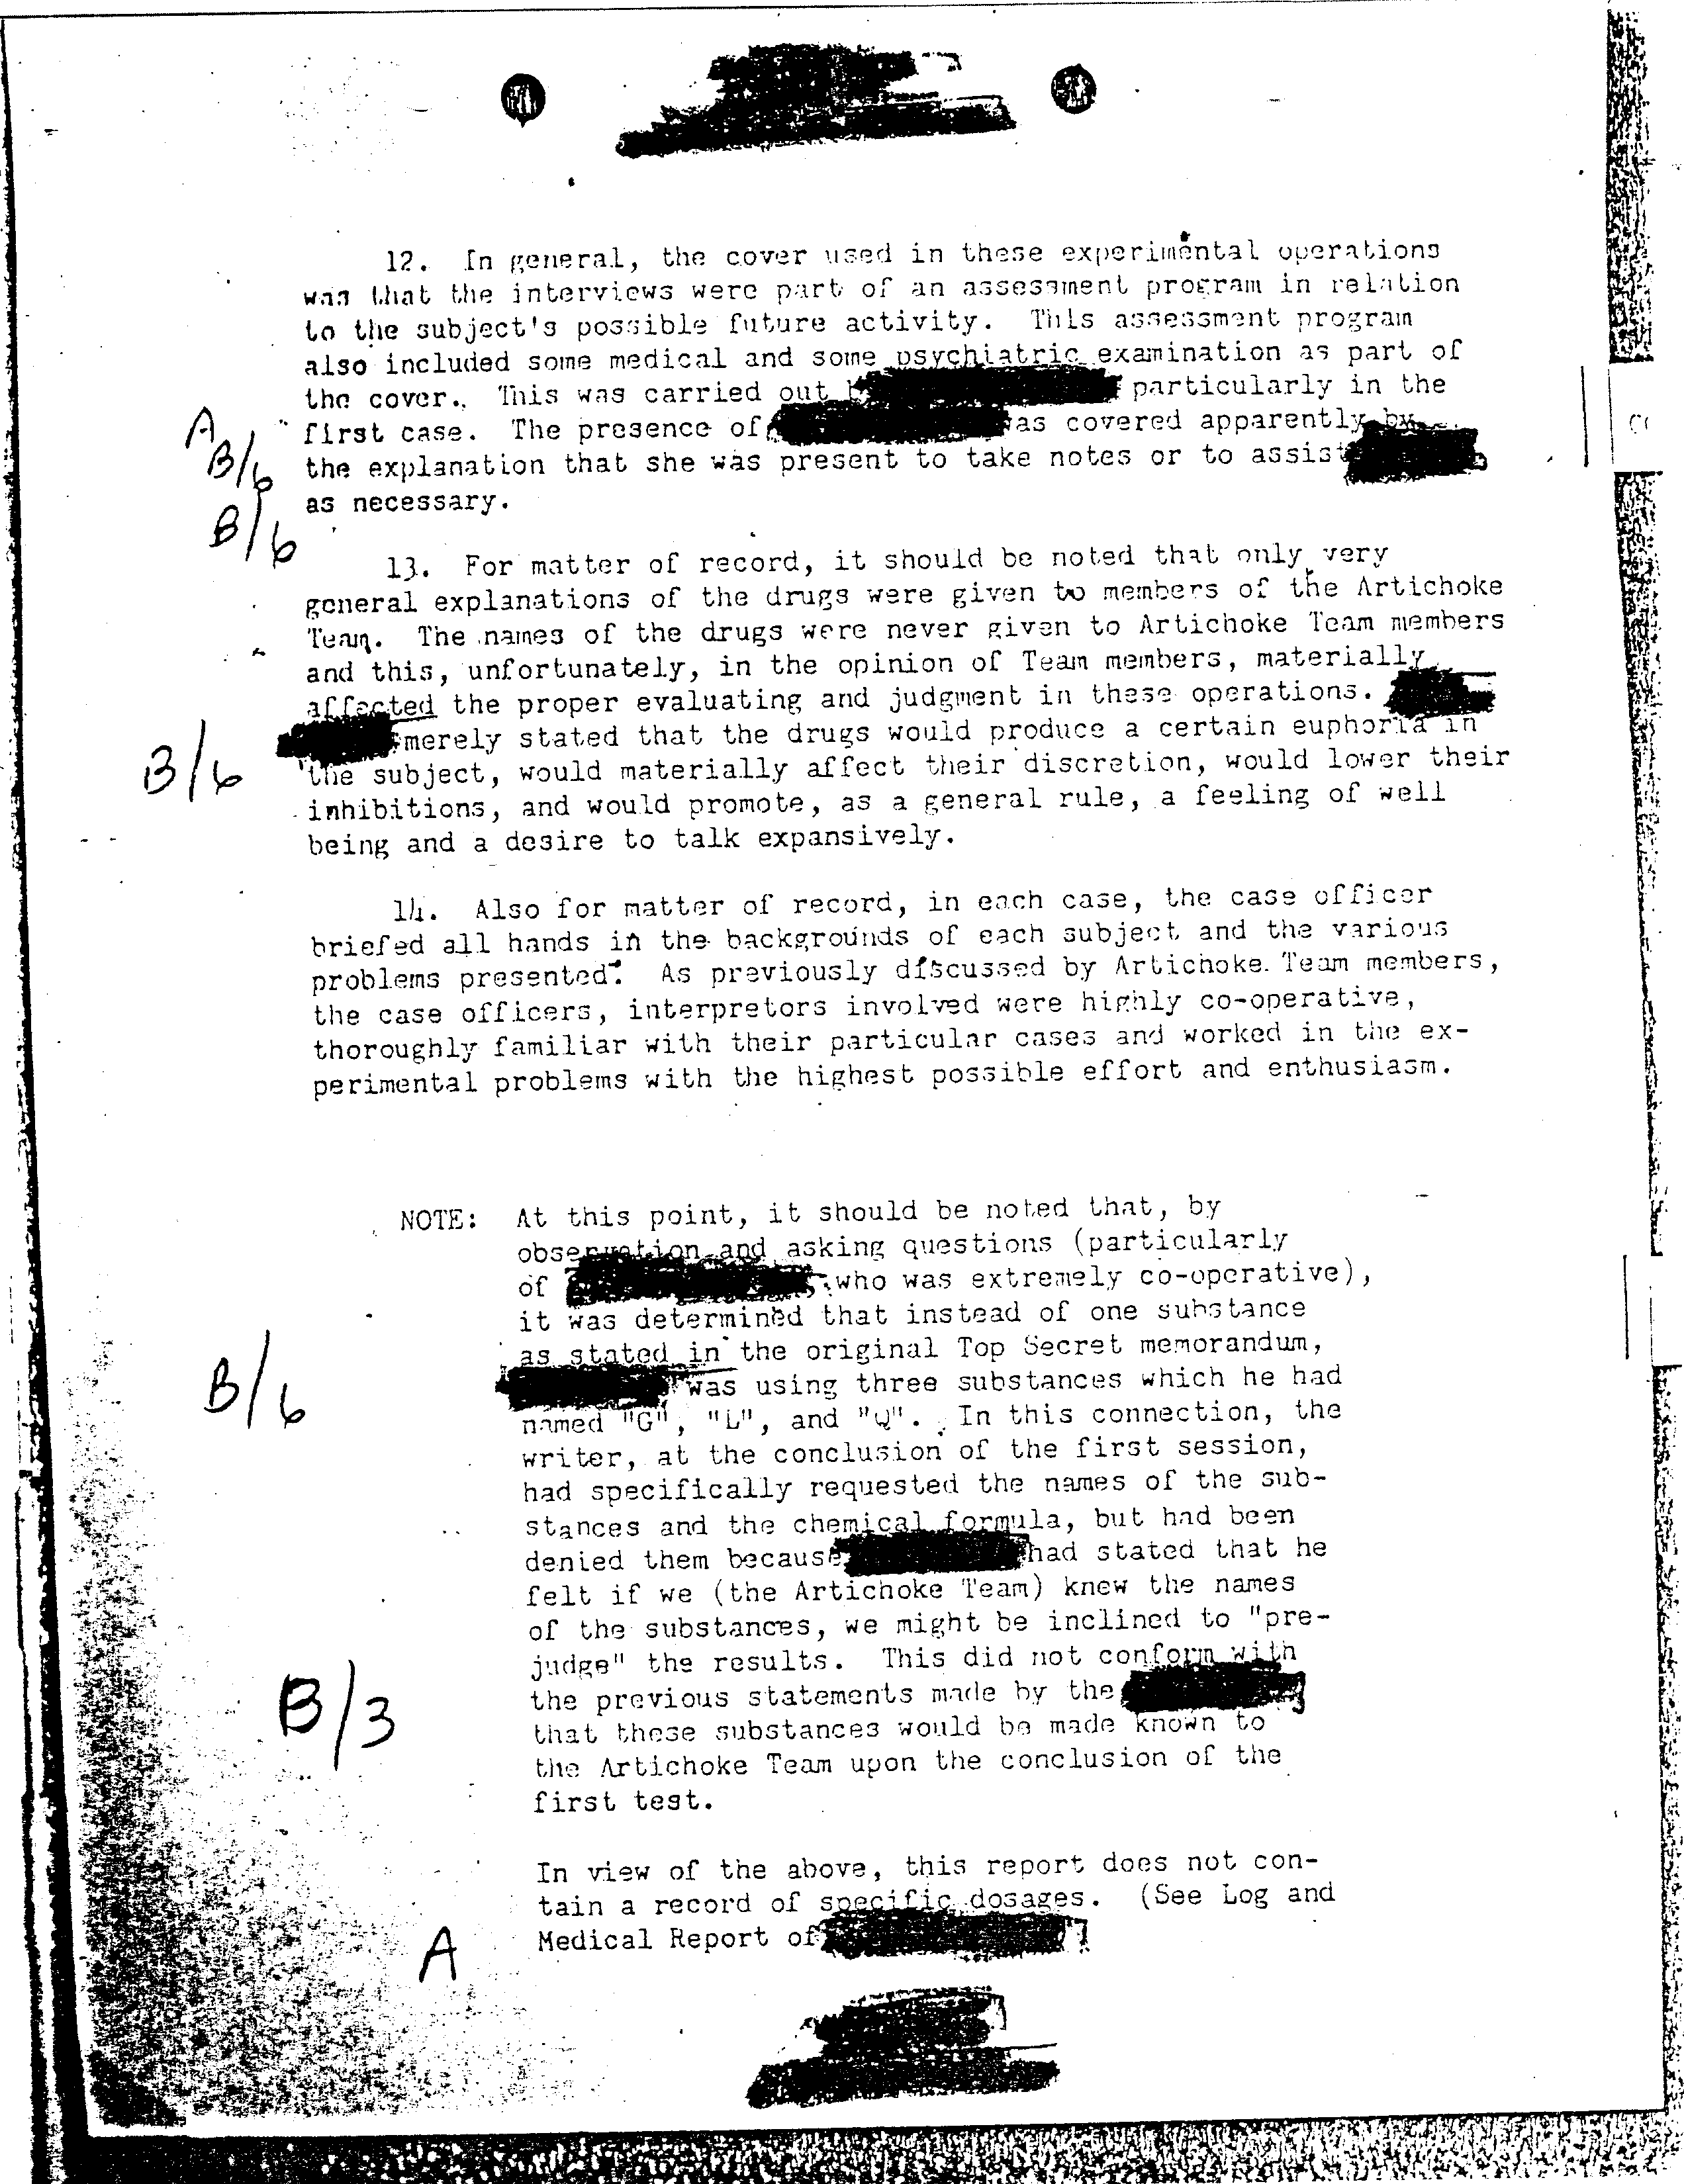 12. In general, the cover used in these experimental operations
was that the interviews were part of an assessment program in relation
to the subject's possible future activity. This assessment program
also included some medical and some psychiatric examination as part of
the cover. This was carried out particularly in the
first case. The presence of was covered apparently by
the explanation that she was present to take notes or to assist
as necessary.
A
B/6
B/6
13. For matter of record, it should be noted that only very
general explanations of the drugs were given to members of the Artichoke
Team. The names of the drugs were never given to Artichoke Team members
and this, unfortunately, in the opinion of Team members, materially
affected the proper evaluating and judgment in these operations.
merely stated that the drugs would produce a certain euphoria in
the subject, would materially affect their discretion, would lower their
inhibitions, and would promote, as a general rule, a feeling of well
being and a desire to talk expansively.
B/6
14. Also for matter of record, in each case, the case officer
briefed all hands in the backgrounds of each subject and the various
problems presented. As previously discussed by Artichoke Team members,
the case officers, interpretors involved were highly co-operative,
thoroughly familiar with their particular cases and worked in the ex-
perimental problems with the highest possible effort and enthusiasm.
NOTE: At this point, it should be noted that, by
observation and asking questions (particularly
of who was extremely co-operative),
it was determined that instead of one substance
as stated in the original Top Secret memorandum,
was using three substances which he had
named "G", "L", and "Q". In this connection, the
writer, at the conclusion of the first session,
had specifically requested the names of the sub-
stances and the chemical formula, but had been
denied them because had stated that he
felt if we (the Artichoke Team) knew the names
of the substances, we might be inclined to "pre-
judge" the results. This did not conform with
the previous statements made by the
that these substances would be made known to
the Artichoke Team upon the conclusion of the
first test.
B/6
B/3
In view of the above, this report does not con-
tain a record of specific dosages. (See Log and
Medical Report of
A